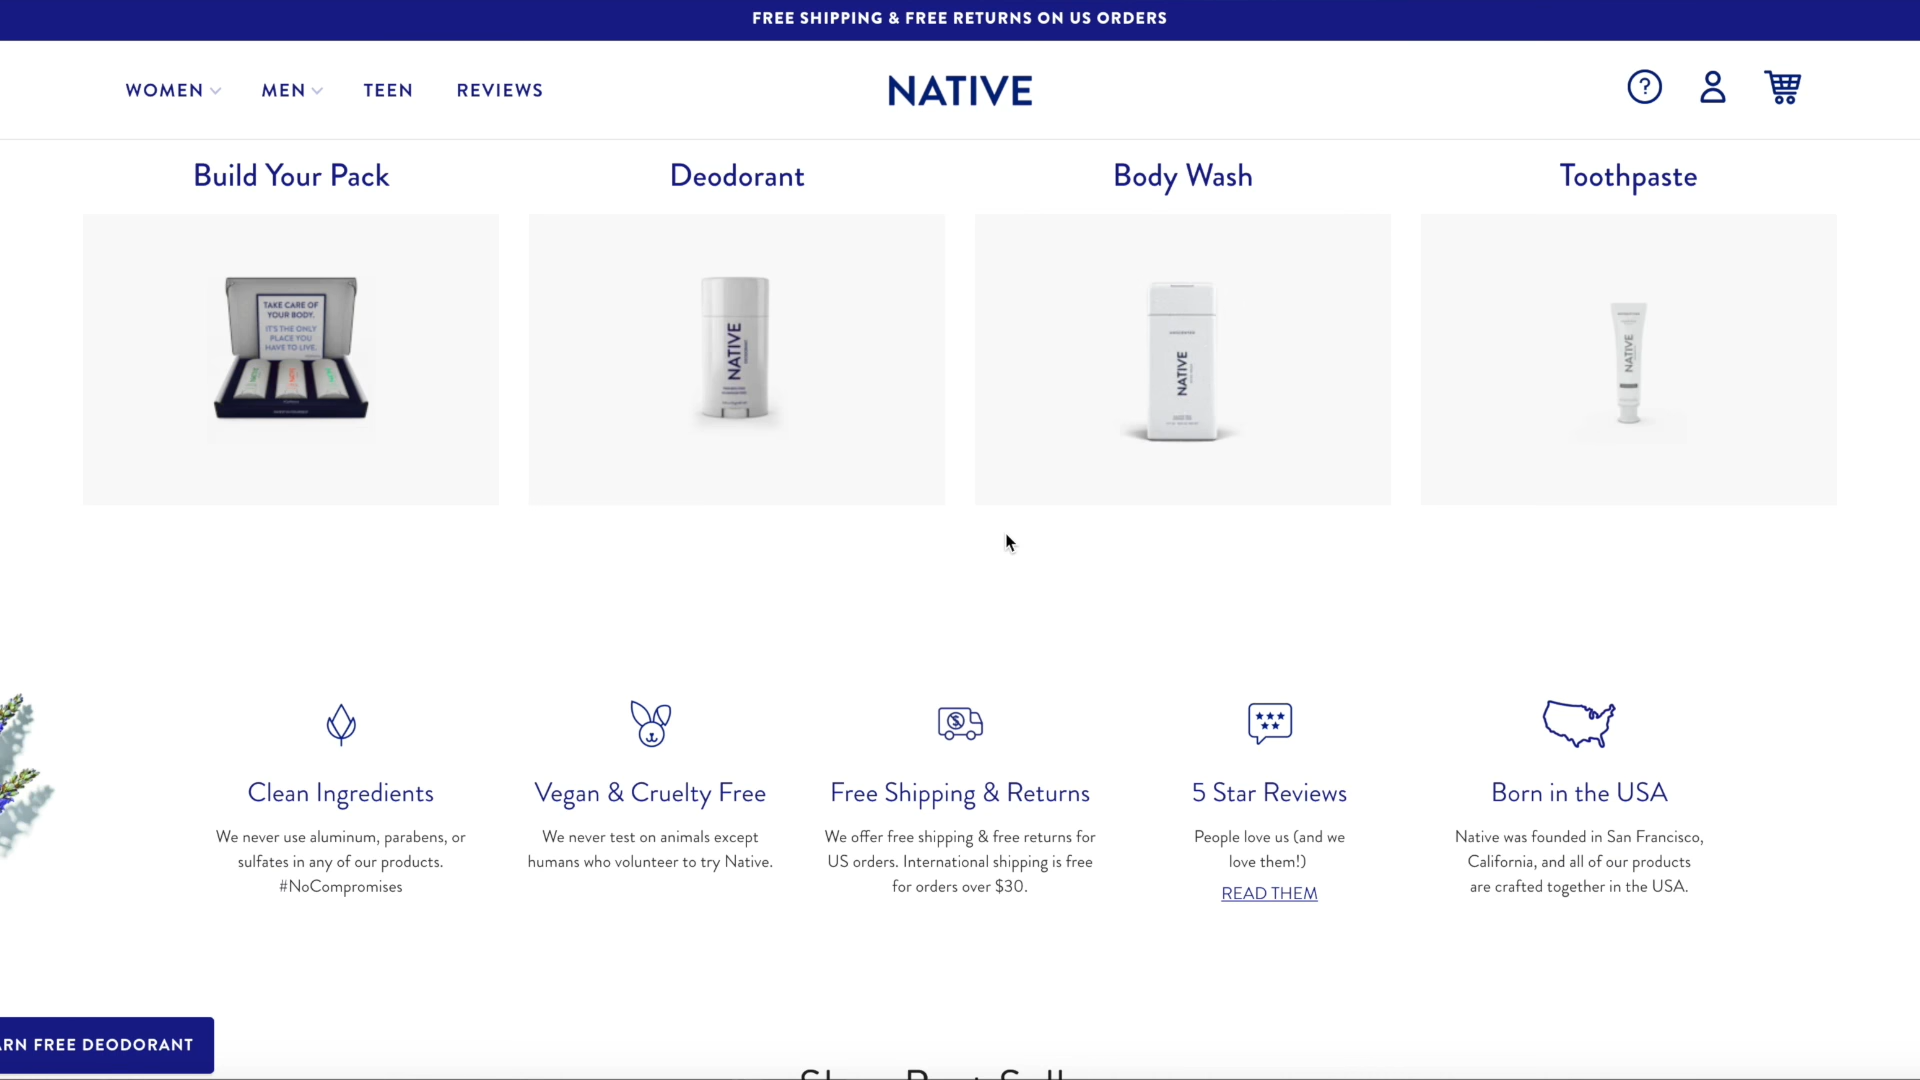 FREE SHIPPING & FREE RETURNS ON US ORDERS
WOMEN
MEN
TEEN
REVIEWS
NATIVE
?
Build Your Pack
Deodorant
Body Wash
Toothpaste
TAKE CARE OF
YOUR BODY.
IT'S THE ONLY
PLACE YOU
HAVE TO LIVE.
NATIVE
NATIVE
NATIVE
Clean Ingredients
We never use aluminum, parabens, or
sulfates in any of our products.
#NoCompromises
Vegan & Cruelty Free
We never test on animals except
humans who volunteer to try Native.
Free Shipping & Returns
We offer free shipping & free returns for
US orders. International shipping is free
for orders over $30.
5 Star Reviews
People love us (and we
love them!)
READ THEM
Born in the USA
Native was founded in San Francisco,
California, and all of our products
are crafted together in the USA.
ARN FREE DEODORANT